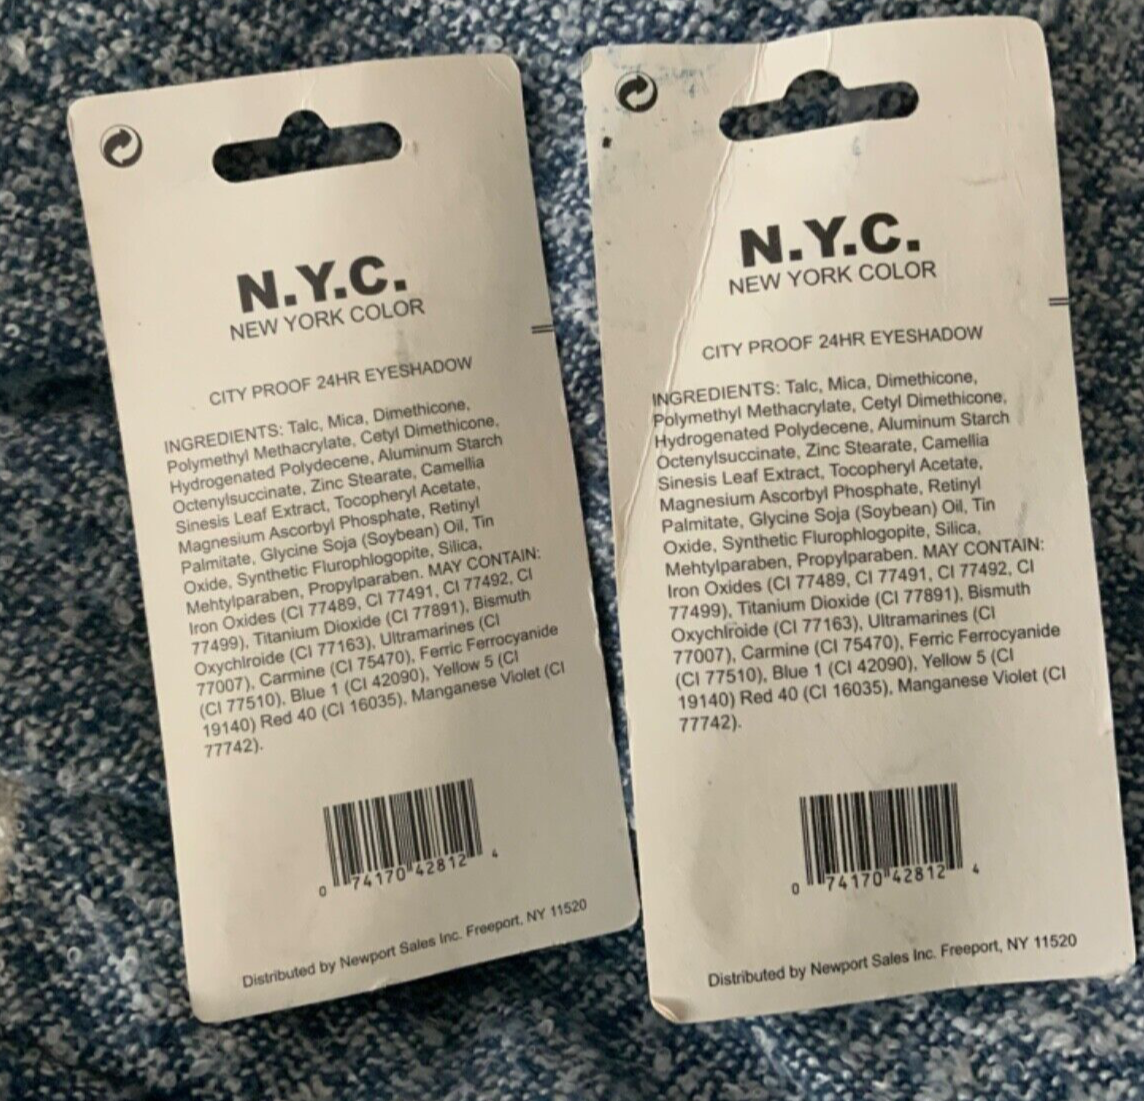 N.Y.C.
NEW YORK COLOR
CITY PROOF 24HR EYESHADOW
INGREDIENTS: Talc, Mica, Dimethicone,
Polymethyl Methacrylate, Cetyl Dimethicone,
Hydrogenated Polydecene, Aluminum Starch
Octenylsuccinate, Zinc Stearate, Camellia
Sinesis Leaf Extract, Tocopheryl Acetate,
Magnesium Ascorbyl Phosphate, Retinyl
Palmitate, Glycine Soja (Soybean) Oil, Tin
Oxide, Synthetic Flurophlogopite, Silica,
Mehtylparaben, Propylparaben. MAY CONTAIN:
Iron Oxides (CI 77489, CI 77491, CI 77492, CI
77499), Titanium Dioxide (CI 77891), Bismuth
Oxychlroide (CI 77163), Ultramarines (CI
77007), Carmine (CI 75470), Ferric Ferrocyanide
(CI 77510), Blue 1 (CI 42090), Yellow 5 (CI
19140) Red 40 (CI 16035), Manganese Violet (CI
77742).
0 74170 42812 4
Distributed by Newport Sales Inc. Freeport, NY 11520
N.Y.C.
NEW YORK COLOR
CITY PROOF 24HR EYESHADOW
INGREDIENTS: Talc, Mica, Dimethicone,
Polymethyl Methacrylate, Cetyl Dimethicone,
Hydrogenated Polydecene, Aluminum Starch
Octenylsuccinate, Zinc Stearate, Camellia
Sinesis Leaf Extract, Tocopheryl Acetate,
Magnesium Ascorbyl Phosphate, Retinyl
Palmitate, Glycine Soja (Soybean) Oil, Tin
Oxide, Synthetic Flurophlogopite, Silica,
Mehtylparaben, Propylparaben. MAY CONTAIN:
Iron Oxides (CI 77489, CI 77491, CI 77492, CI
77499), Titanium Dioxide (CI 77891), Bismuth
Oxychlroide (CI 77163), Ultramarines (CI
77007), Carmine (CI 75470), Ferric Ferrocyanide
(CI 77510), Blue 1 (CI 42090), Yellow 5 (CI
19140) Red 40 (CI 16035), Manganese Violet (CI
77742).
0 74170 42812 4
Distributed by Newport Sales Inc. Freeport, NY 11520